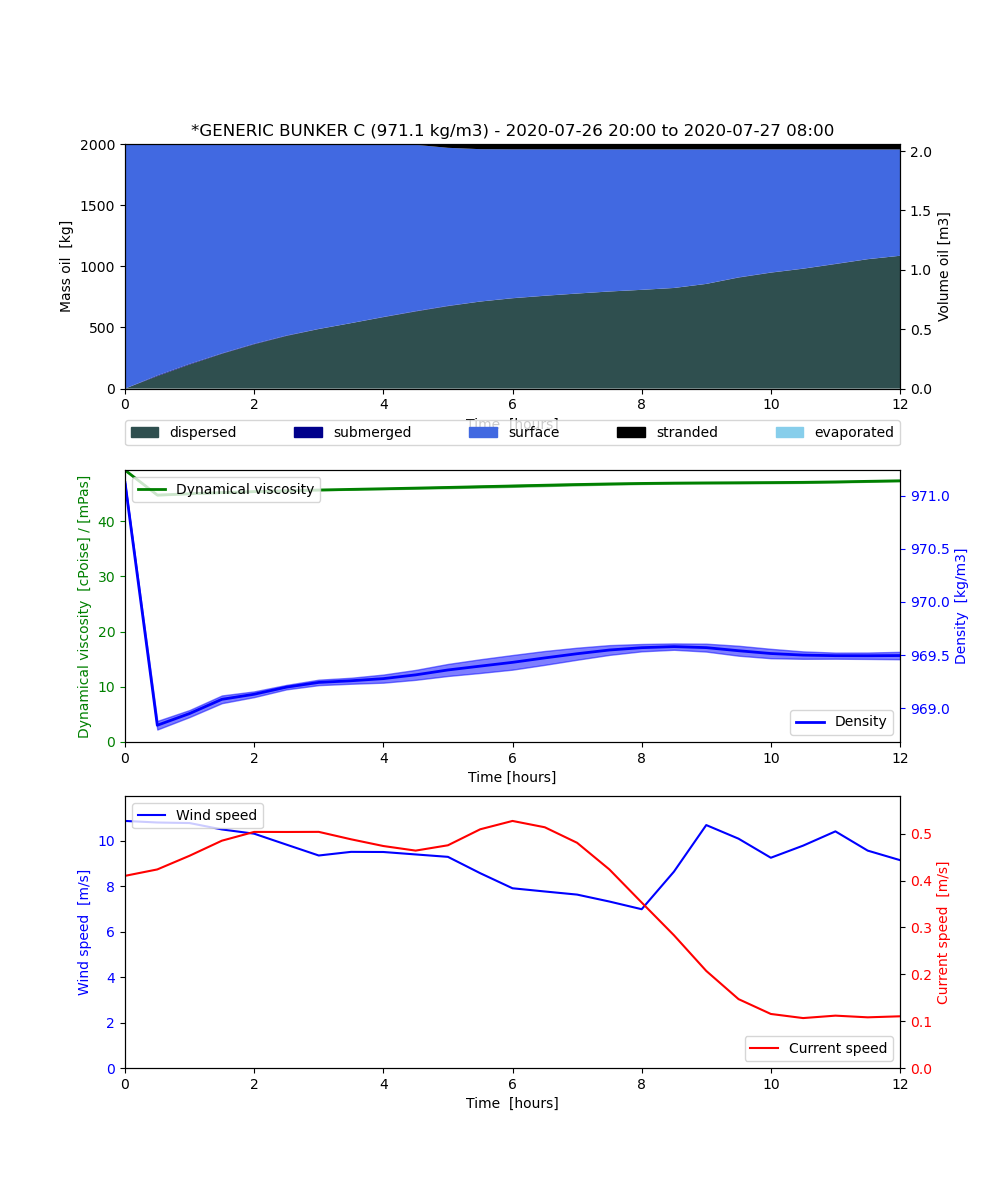 *GENERIC BUNKER C (971.1 kg/m3) - 2020-07-26 20:00 to 2020-07-27 08:00
2000
1500
1000
500
0
Mass oil [kg]
2.0
1.5
1.0
0.5
0.0
Volume oil [m3]
0 2 4 6 8 10 12
Time [hours]
dispersed submerged surface stranded evaporated
Dynamical viscosity
40
30
20
10
0
Dynamical viscosity [cPoise] / [mPas]
971.0
970.5
970.0
969.5
969.0
Density [kg/m3]
Density
0 2 4 6 8 10 12
Time [hours]
Wind speed
10
8
6
4
2
0
Wind speed [m/s]
0.5
0.4
0.3
0.2
0.1
0.0
Current speed [m/s]
Current speed
0 2 4 6 8 10 12
Time [hours]